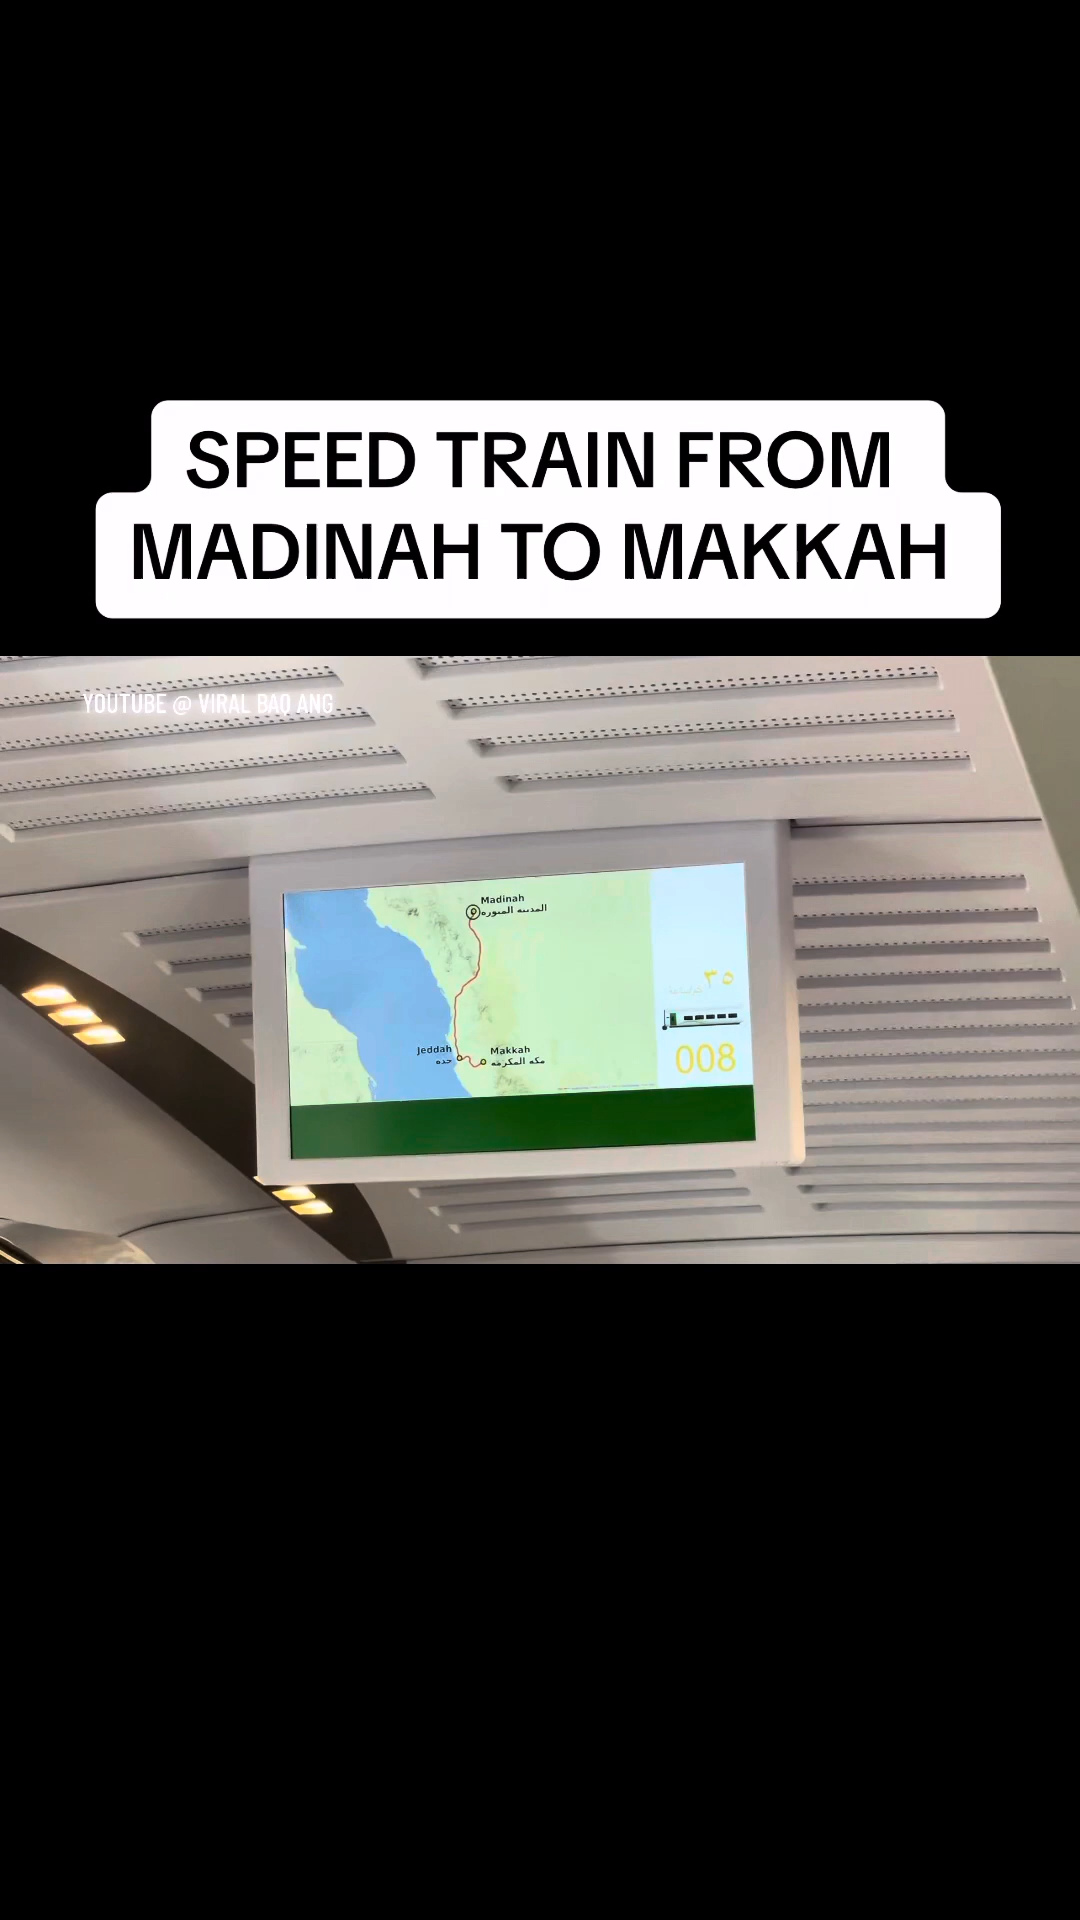 SPEED TRAIN FROM
MADINAH TO MAKKAH
YOUTUBE @ VIRAL BAQ ANG
Madinah
المدينه المنوره
٣٥
008
Jeddah
جده
Makkah
مكه المكرمه